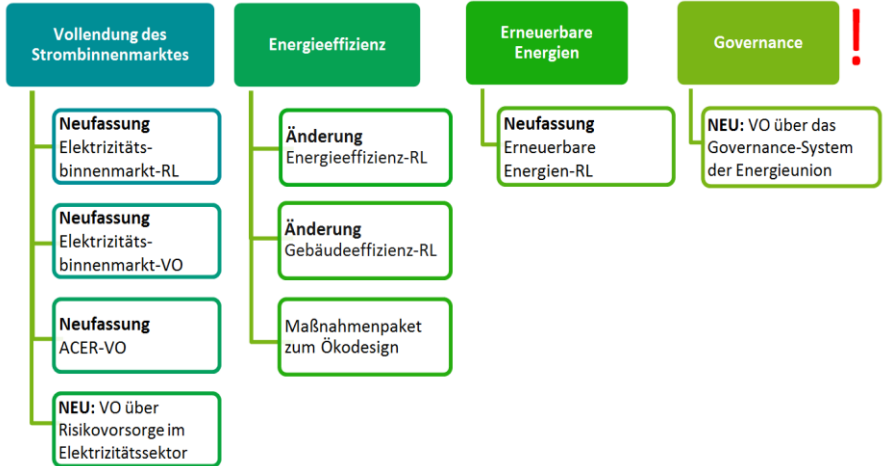 Vollendung des
Strombinnenmarktes
Neufassung
Elektrizitäts-
binnenmarkt-RL
Neufassung
Elektrizitäts-
binnenmarkt-VO
Neufassung
ACER-VO
NEU: VO über
Risikovorsorge im
Elektrizitätssektor
Energieeffizienz
Änderung
Energieeffizienz-RL
Änderung
Gebäudeeffizienz-RL
Maßnahmenpaket
zum Ökodesign
Erneuerbare
Energien
Neufassung
Erneuerbare
Energien-RL
Governance
!
NEU: VO über das
Governance-System
der Energieunion